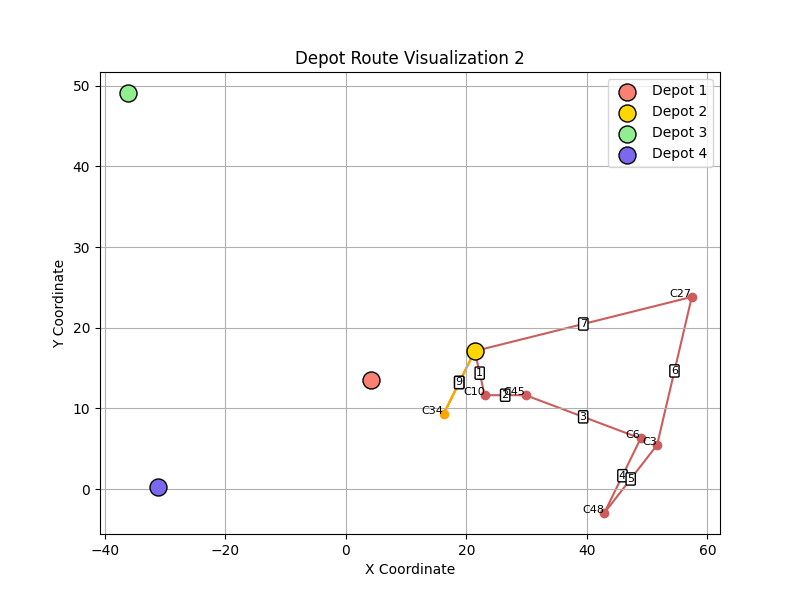 Depot Route Visualization 2
Depot 1
Depot 2
Depot 3
Depot 4
50
40
30
20
10
0
−40
−20
0
20
40
60
X Coordinate
Y Coordinate
C27
7
1
6
9
C10
2
C45
C34
3
C6
C3
4
5
C48